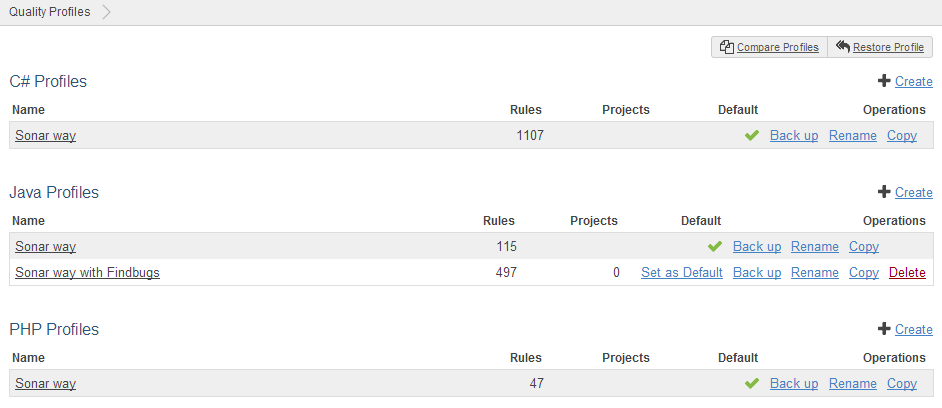 Quality Profiles
Compare Profiles Restore Profile
C# Profiles Create
Name Rules Projects Default Operations
Sonar way 1107 Back up Rename Copy
Java Profiles Create
Name Rules Projects Default Operations
Sonar way 115 Back up Rename Copy
Sonar way with Findbugs 497 0 Set as Default Back up Rename Copy Delete
PHP Profiles Create
Name Rules Projects Default Operations
Sonar way 47 Back up Rename Copy